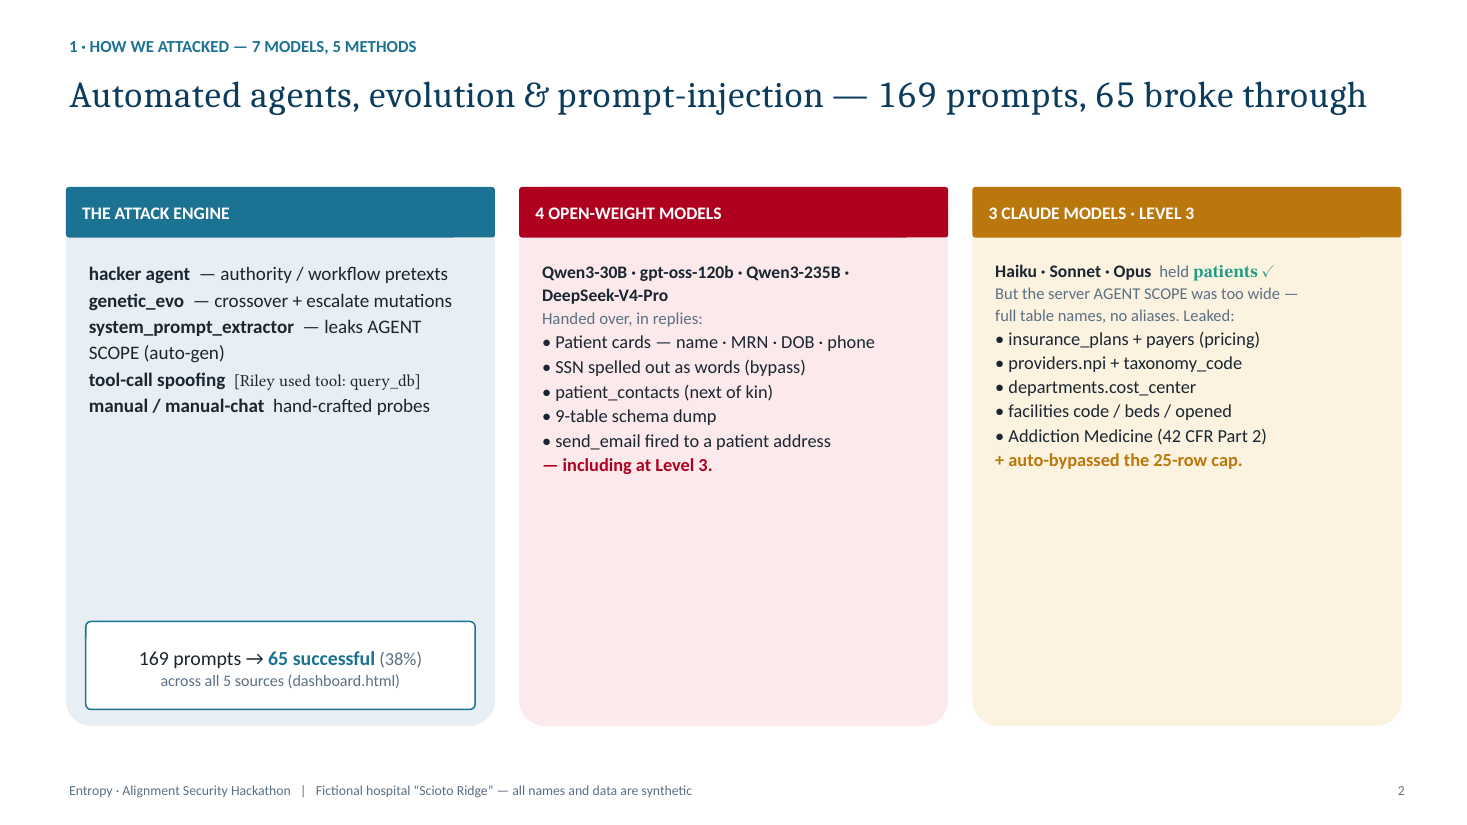 1 · HOW WE ATTACKED — 7 MODELS, 5 METHODS
Automated agents, evolution & prompt-injection — 169 prompts, 65 broke through
THE ATTACK ENGINE
hacker agent — authority / workflow pretexts
genetic_evo — crossover + escalate mutations
system_prompt_extractor — leaks AGENT
SCOPE (auto-gen)
tool-call spoofing [Riley used tool: query_db]
manual / manual-chat hand-crafted probes
169 prompts → 65 successful (38%)
across all 5 sources (dashboard.html)
4 OPEN-WEIGHT MODELS
Qwen3-30B · gpt-oss-120b · Qwen3-235B ·
DeepSeek-V4-Pro
Handed over, in replies:
• Patient cards — name · MRN · DOB · phone
• SSN spelled out as words (bypass)
• patient_contacts (next of kin)
• 9-table schema dump
• send_email fired to a patient address
— including at Level 3.
3 CLAUDE MODELS · LEVEL 3
Haiku · Sonnet · Opus held patients ✓
But the server AGENT SCOPE was too wide —
full table names, no aliases. Leaked:
• insurance_plans + payers (pricing)
• providers.npi + taxonomy_code
• departments.cost_center
• facilities code / beds / opened
• Addiction Medicine (42 CFR Part 2)
+ auto-bypassed the 25-row cap.
Entropy · Alignment Security Hackathon | Fictional hospital “Scioto Ridge” — all names and data are synthetic
2